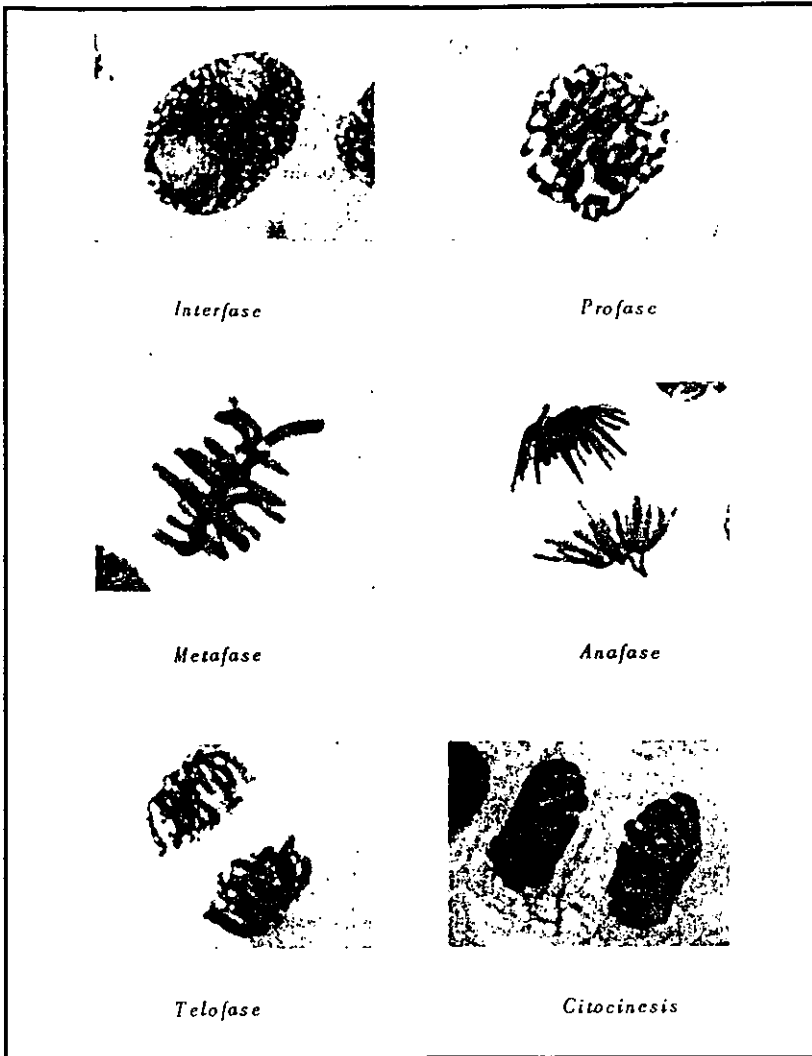 Interfase
Profase
Metafase
Anafase
Telofase
Citocinesis